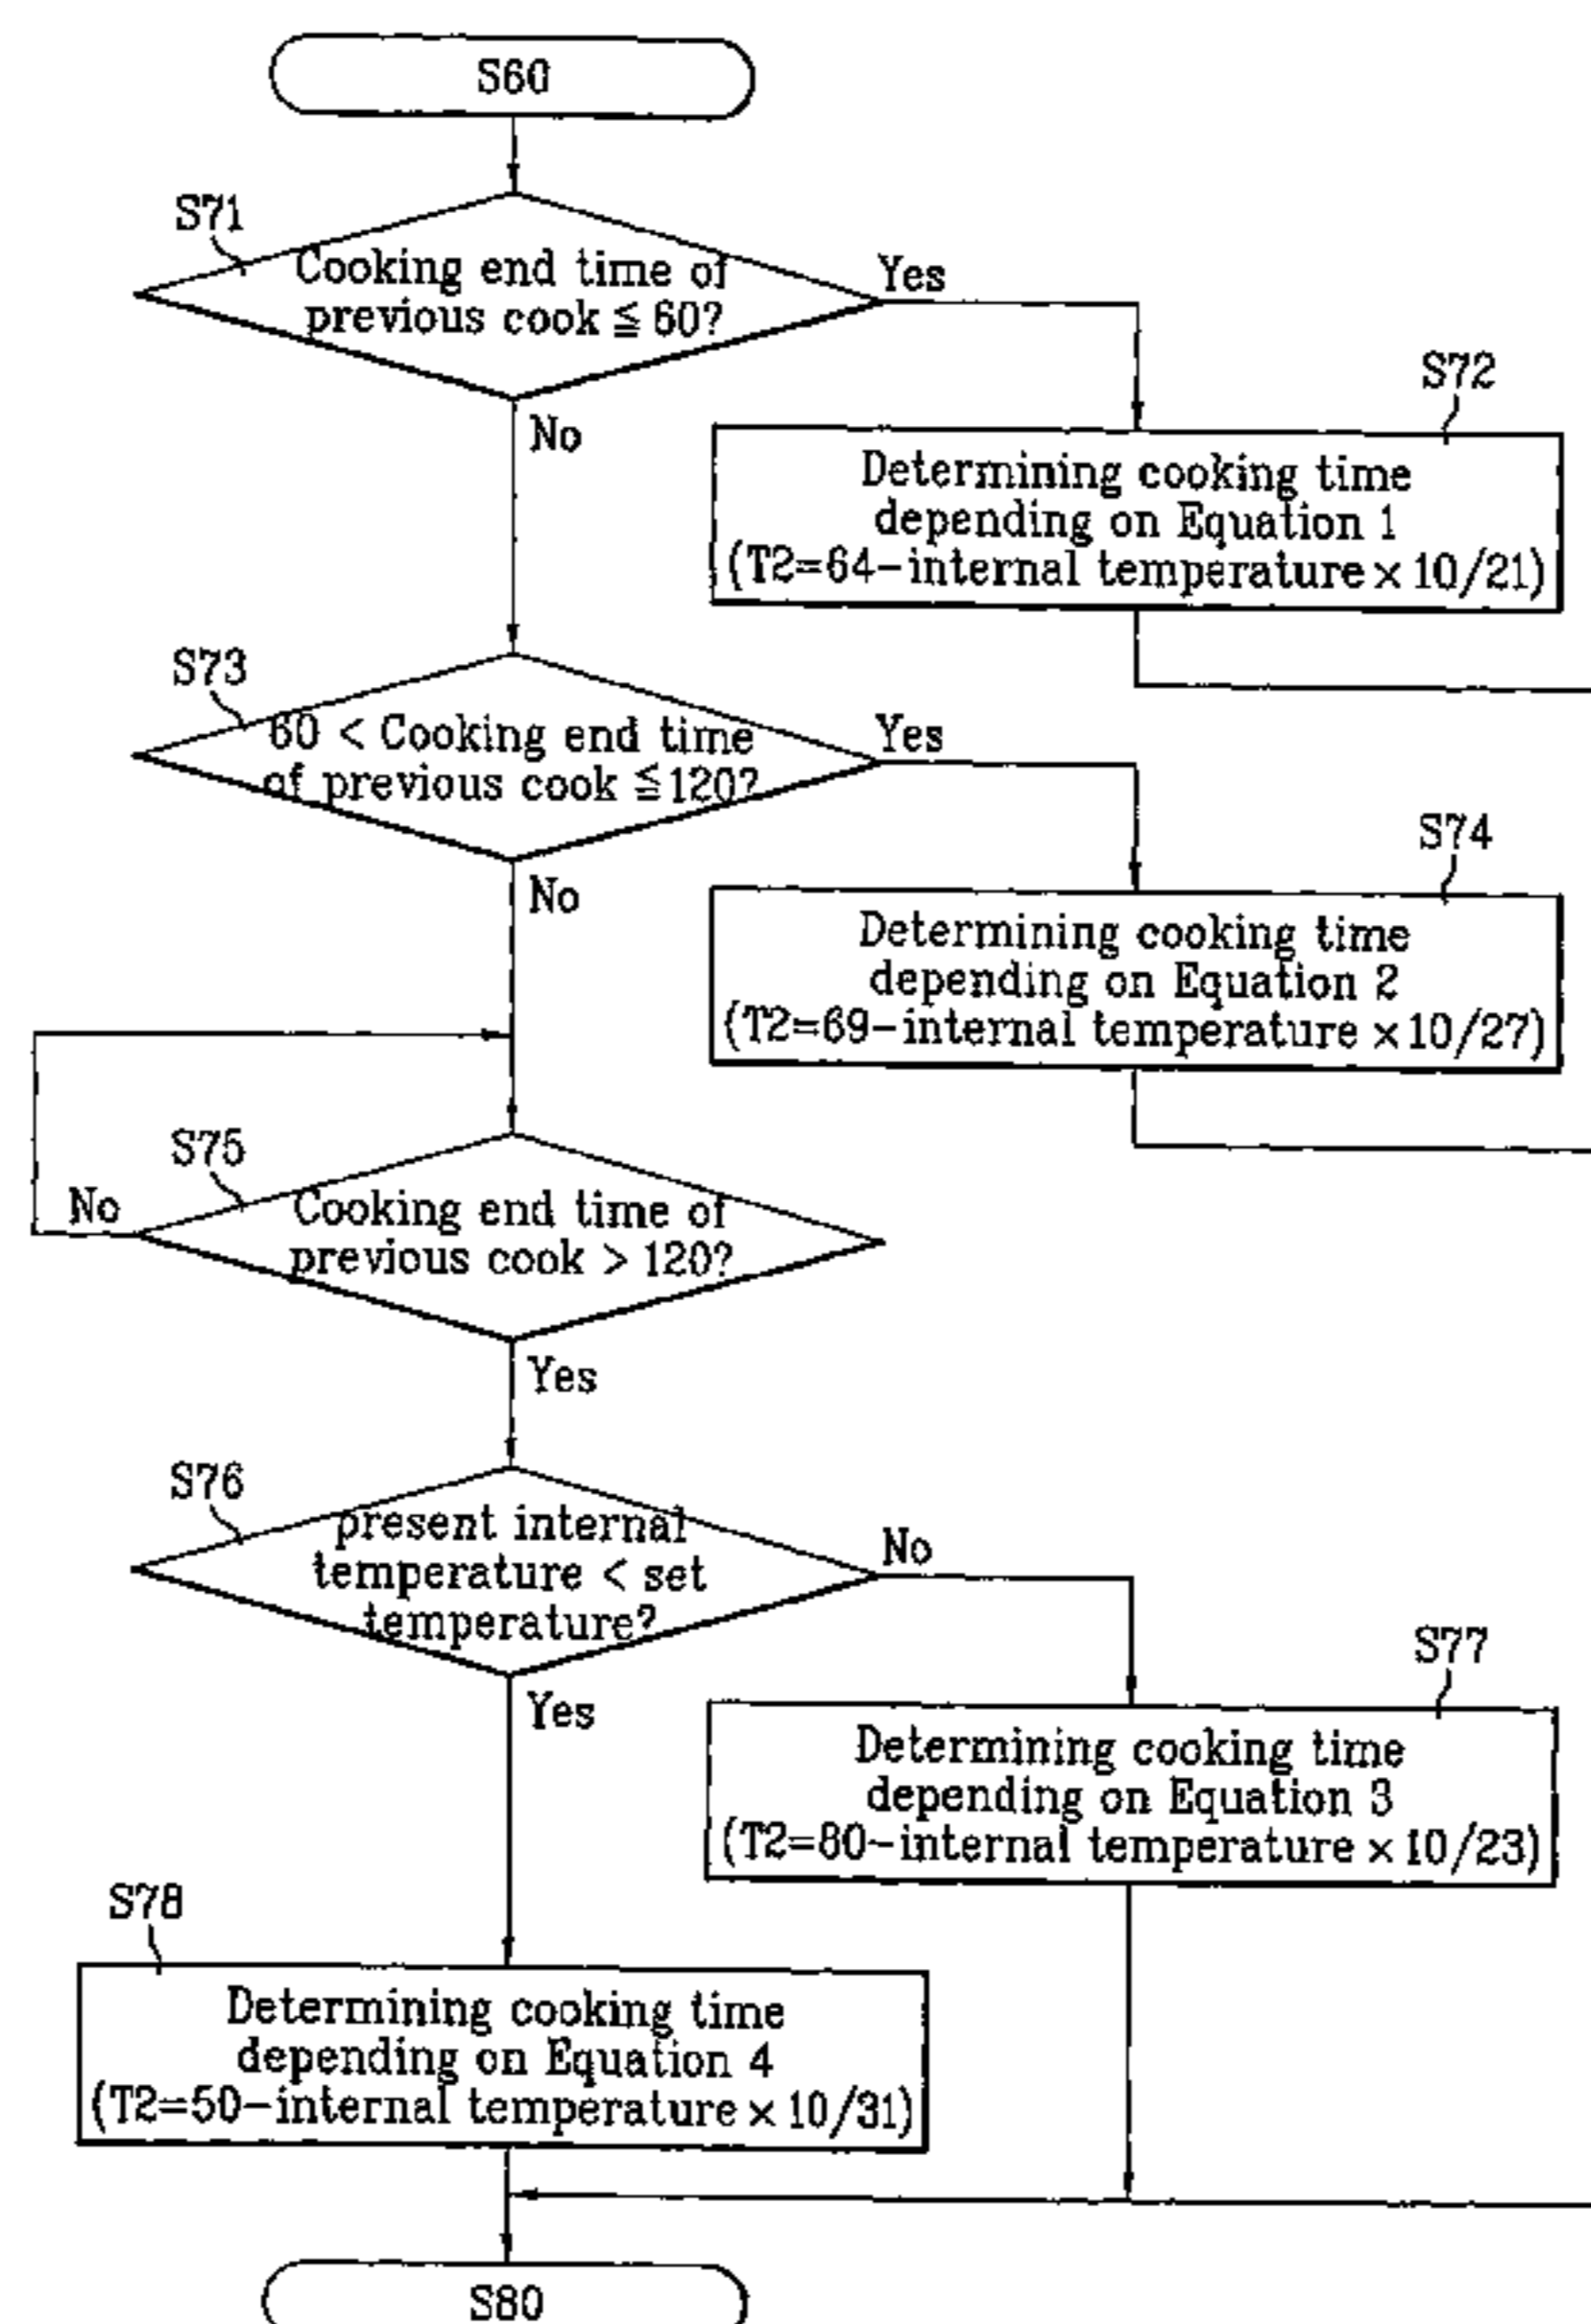 S60
S71
Cooking end time of
previous cook ≦ 60?
Yes
No
S72
Determining cooking time
depending on Equation 1
(T2=64-internal temperature × 10/21)
S73
60 < Cooking end time
of previous cook ≦ 120?
Yes
No
S74
Determining cooking time
depending on Equation 2
(T2=69-internal temperature × 10/27)
S75
No
Cooking end time of
previous cook > 120?
Yes
S76
present internal
temperature < set
temperature?
No
Yes
S77
Determining cooking time
depending on Equation 3
(T2=80-internal temperature × 10/23)
S78
Determining cooking time
depending on Equation 4
(T2=50-internal temperature × 10/31)
S80